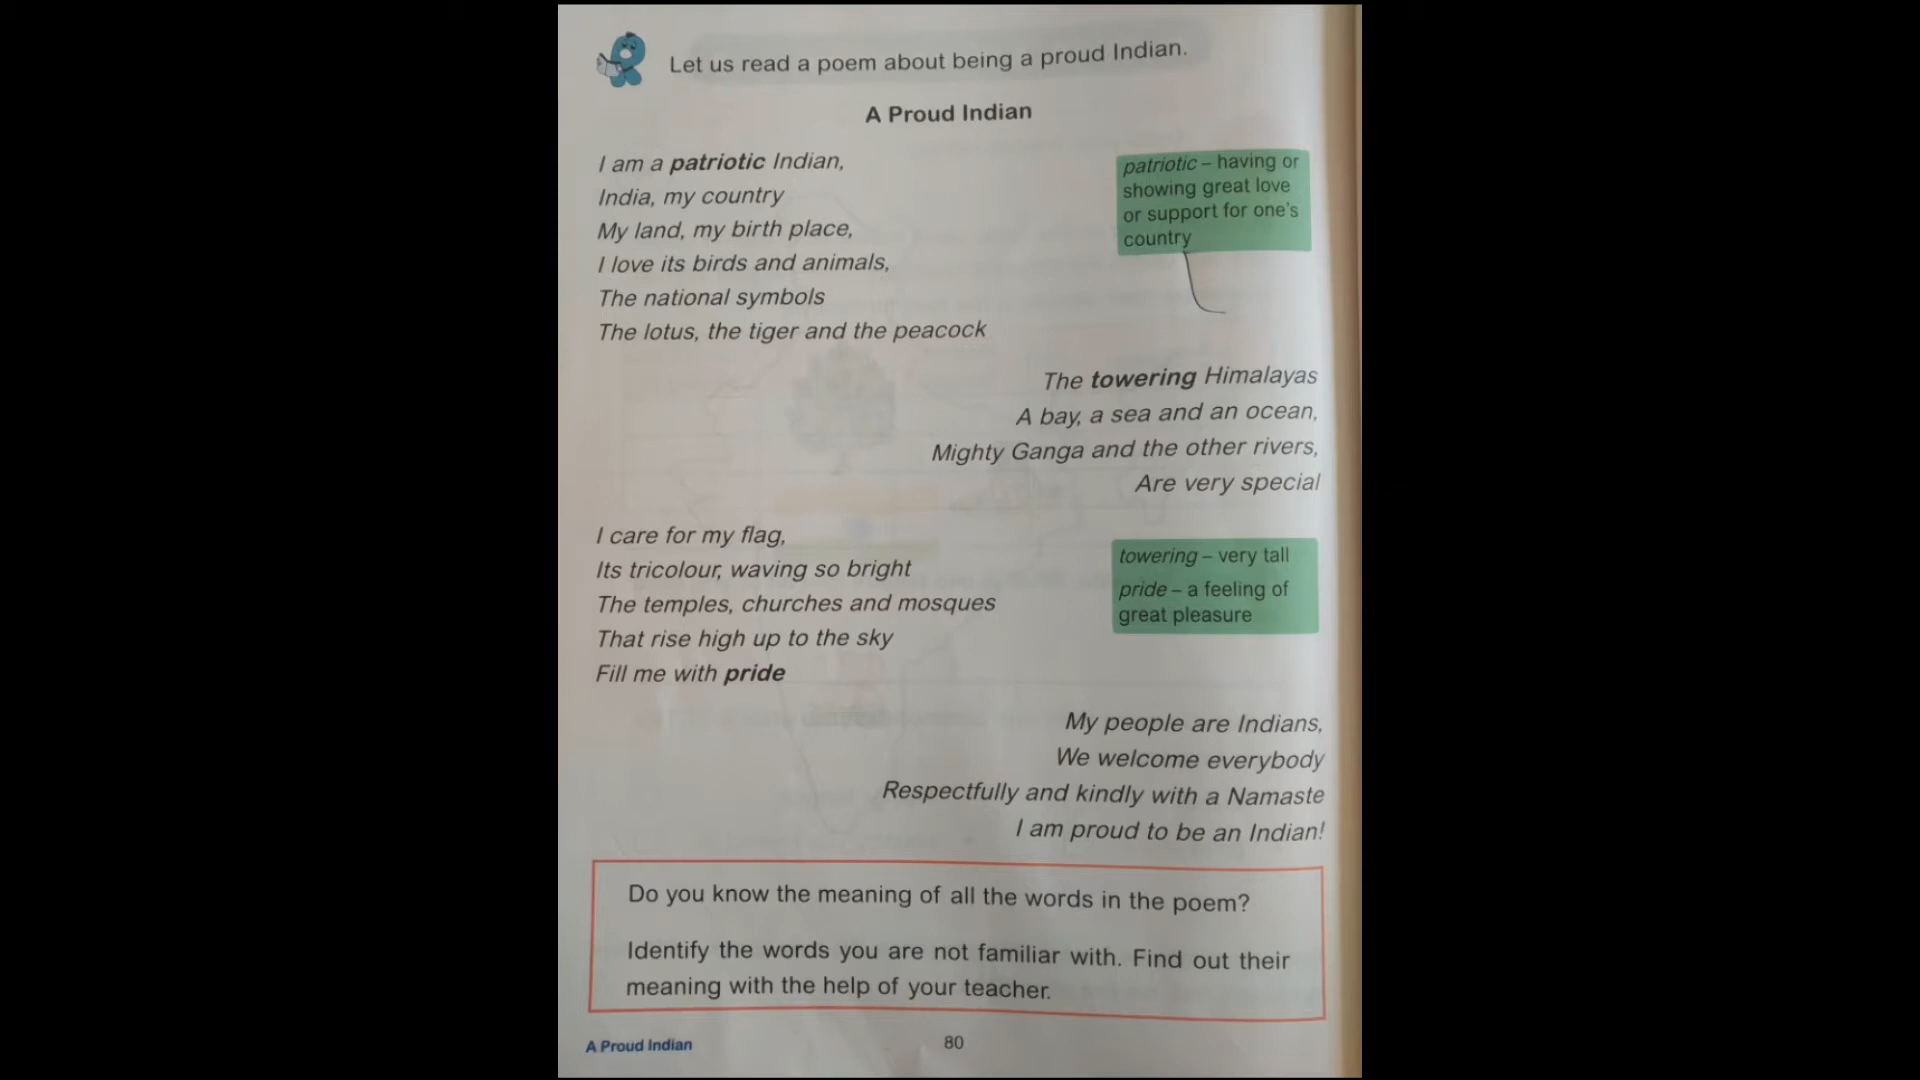 Let us read a poem about being a proud Indian.
A Proud Indian
I am a patriotic Indian,
India, my country
My land, my birth place,
I love its birds and animals,
The national symbols
The lotus, the tiger and the peacock
patriotic – having or
showing great love
or support for one's
country
The towering Himalayas
A bay, a sea and an ocean,
Mighty Ganga and the other rivers,
Are very special
I care for my flag,
Its tricolour, waving so bright
The temples, churches and mosques
That rise high up to the sky
Fill me with pride
towering – very tall
pride – a feeling of
great pleasure
My people are Indians,
We welcome everybody
Respectfully and kindly with a Namaste
I am proud to be an Indian!
Do you know the meaning of all the words in the poem?
Identify the words you are not familiar with. Find out their
meaning with the help of your teacher.
A Proud Indian
80